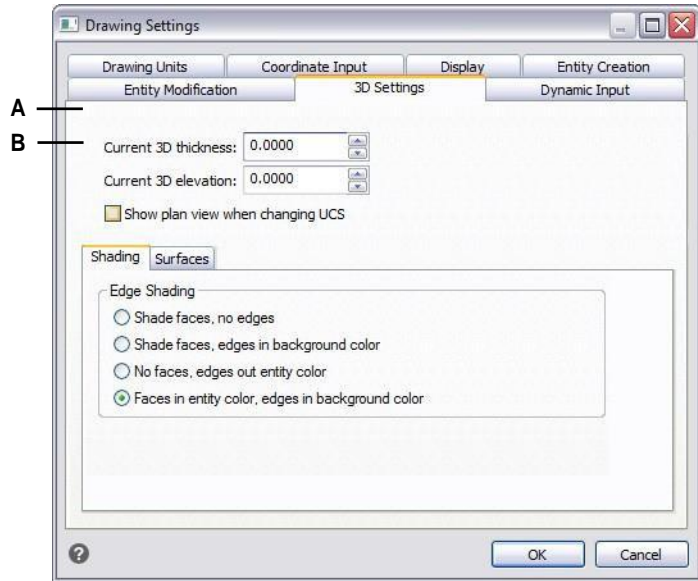 Drawing Settings
Drawing Units Coordinate Input Display Entity Creation
Entity Modification 3D Settings Dynamic Input
A
B
Current 3D thickness: 0.0000
Current 3D elevation: 0.0000
Show plan view when changing UCS
Shading Surfaces
Edge Shading
Shade faces, no edges
Shade faces, edges in background color
No faces, edges out entity color
Faces in entity color, edges in background color
? OK Cancel